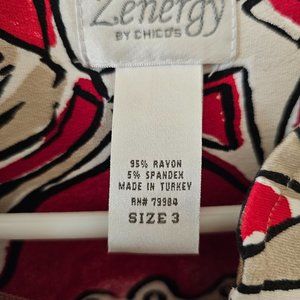 Zenergy
BY CHICO'S
95% RAYON
5% SPANDEX
MADE IN TURKEY
RN# 79984
SIZE 3